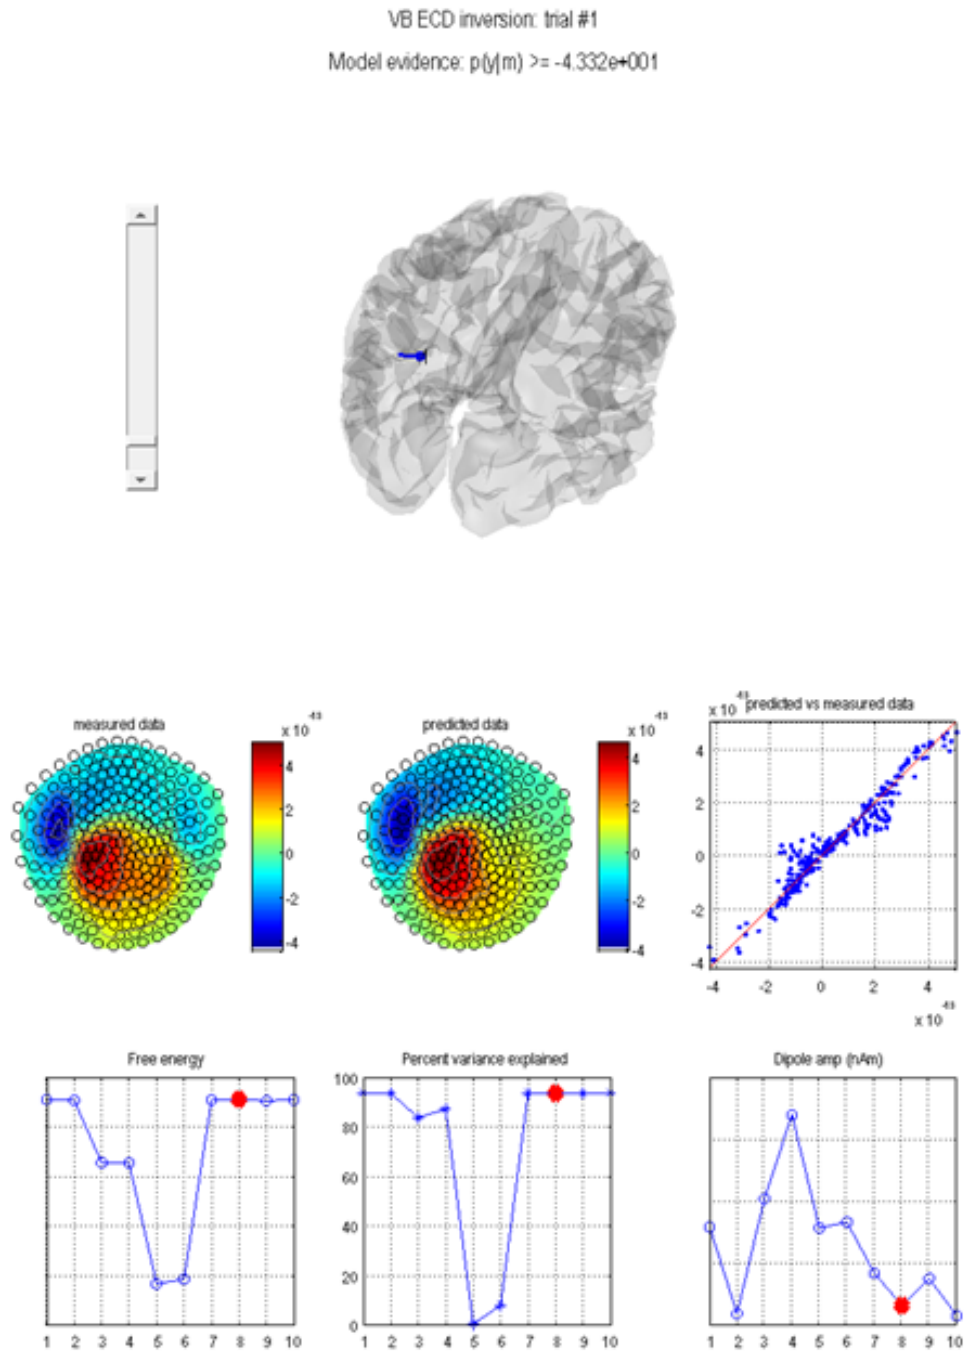 VB ECD inversion: trial #1
Model evidence: p(y|m) >= -4.332e+001
measured data
x 10
4
2
0
-2
-4
predicted data
x 10
4
2
0
-2
-4
x 10
predicted vs measured data
4
2
0
-2
-4
-4 -2 0 2 4
x 10
Free energy
1 2 3 4 5 6 7 8 9 10
Percent variance explained
100
80
60
40
20
0
1 2 3 4 5 6 7 8 9 10
Dipole amp (nAm)
1 2 3 4 5 6 7 8 9 10